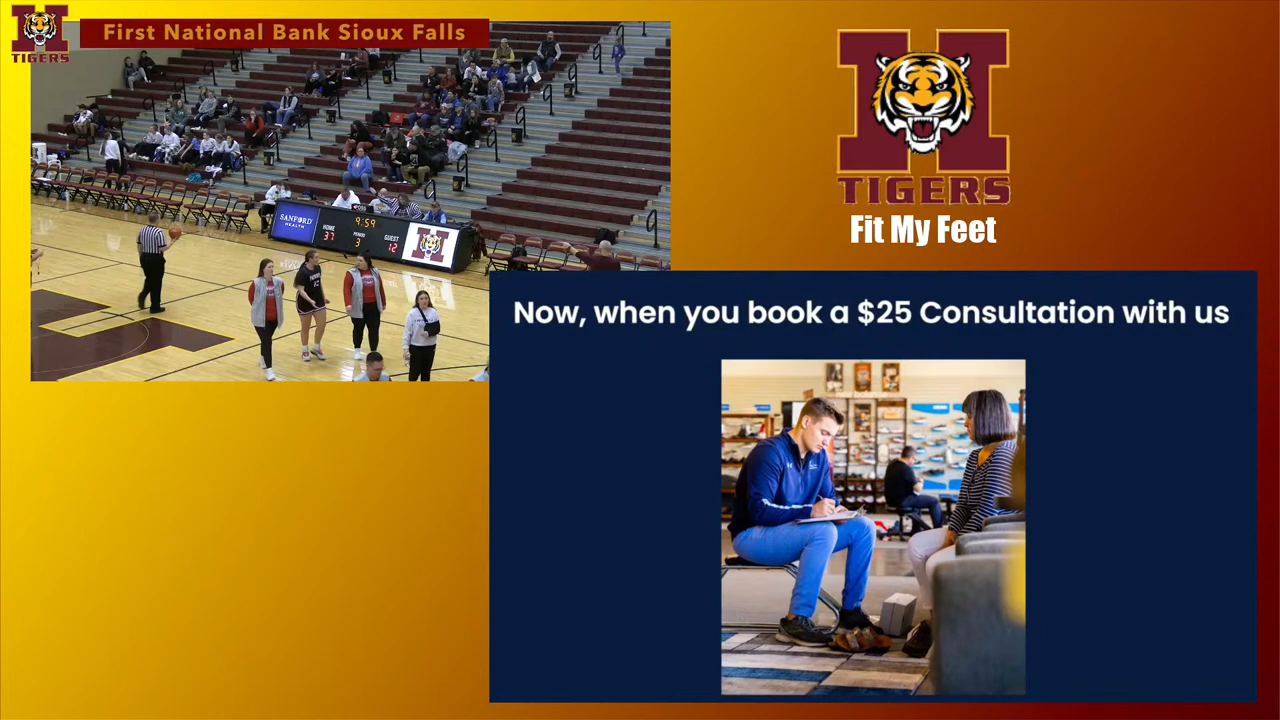 H
TIGERS
First National Bank Sioux Falls
SANFORD
HEALTH
9:59
HOME
PERIOD
GUEST
37
3
12
H
TIGERS
Fit My Feet
Now, when you book a $25 Consultation with us